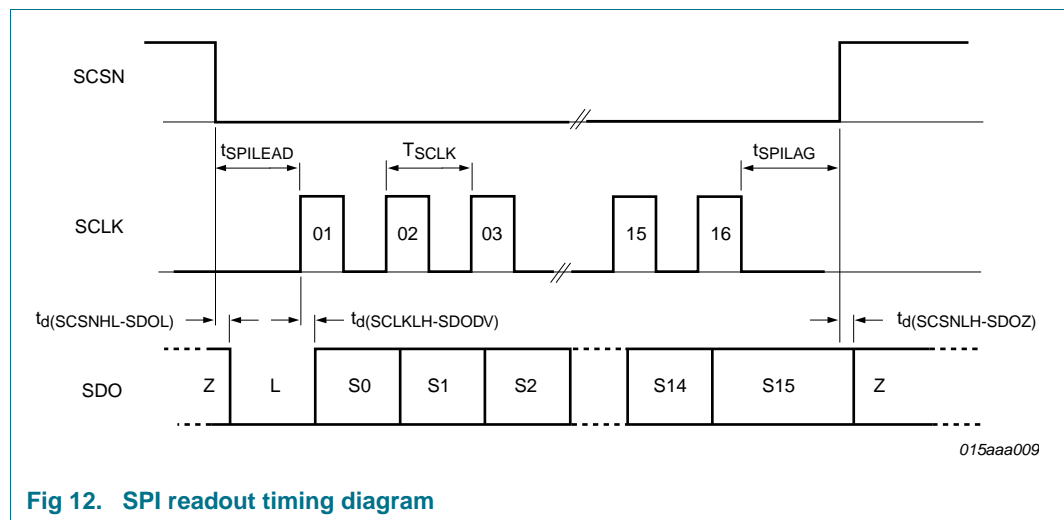 SCSN
tSPILEAD
TSCLK
tSPILAG
SCLK
01
02
03
15
16
td(SCSNHL-SDOL)
td(SCLKLH-SDODV)
td(SCSNLH-SDOZ)
SDO
Z
L
S0
S1
S2
S14
S15
Z
015aaa009
Fig 12. SPI readout timing diagram